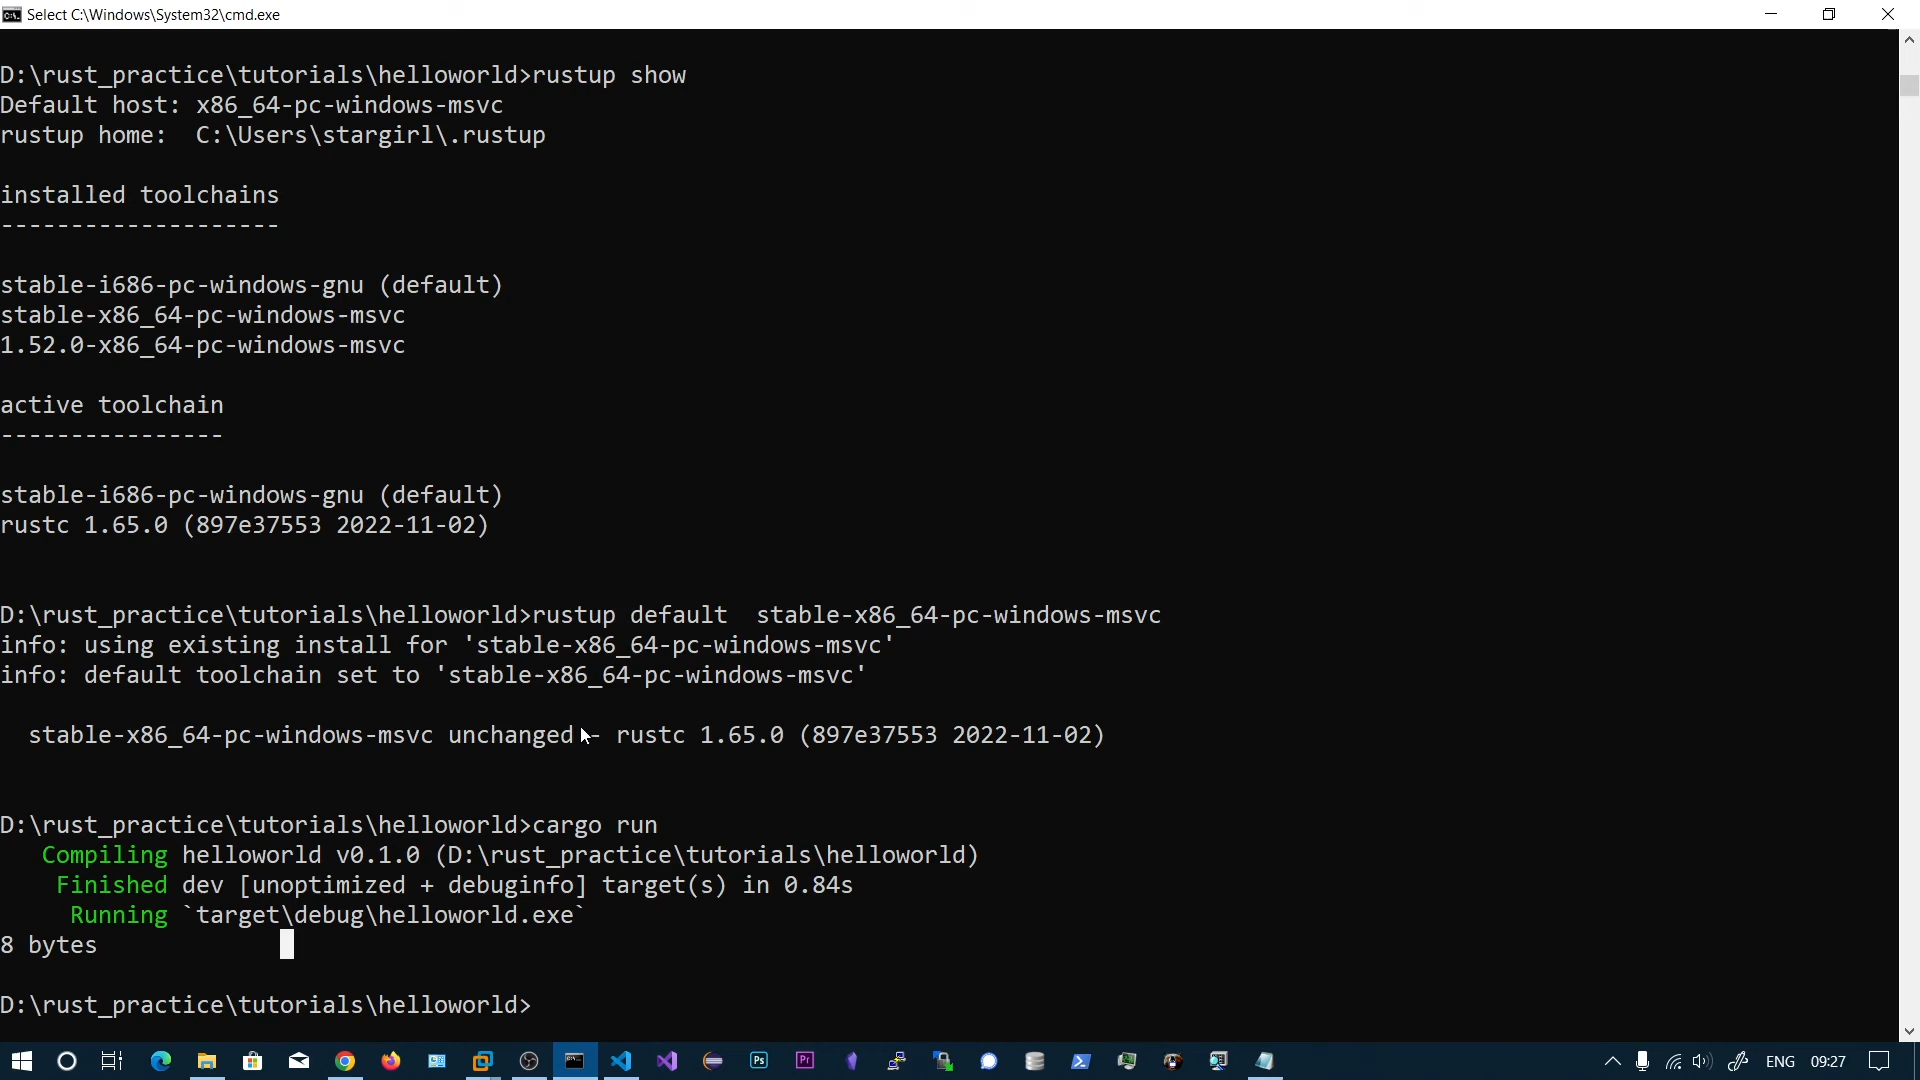 Select C:\Windows\System32\cmd.exe
D:\rust_practice\tutorials\helloworld>rustup show
Default host: x86_64-pc-windows-msvc
rustup home:  C:\Users\stargirl\.rustup
installed toolchains
--------------------
stable-i686-pc-windows-gnu (default)
stable-x86_64-pc-windows-msvc
1.52.0-x86_64-pc-windows-msvc
active toolchain
----------------
stable-i686-pc-windows-gnu (default)
rustc 1.65.0 (897e37553 2022-11-02)
D:\rust_practice\tutorials\helloworld>rustup default  stable-x86_64-pc-windows-msvc
info: using existing install for 'stable-x86_64-pc-windows-msvc'
info: default toolchain set to 'stable-x86_64-pc-windows-msvc'
stable-x86_64-pc-windows-msvc unchanged - rustc 1.65.0 (897e37553 2022-11-02)
D:\rust_practice\tutorials\helloworld>cargo run
Compiling helloworld v0.1.0 (D:\rust_practice\tutorials\helloworld)
Finished dev [unoptimized + debuginfo] target(s) in 0.84s
Running `target\debug\helloworld.exe`
8 bytes
D:\rust_practice\tutorials\helloworld>
Ps
Pr
ENG
09:27